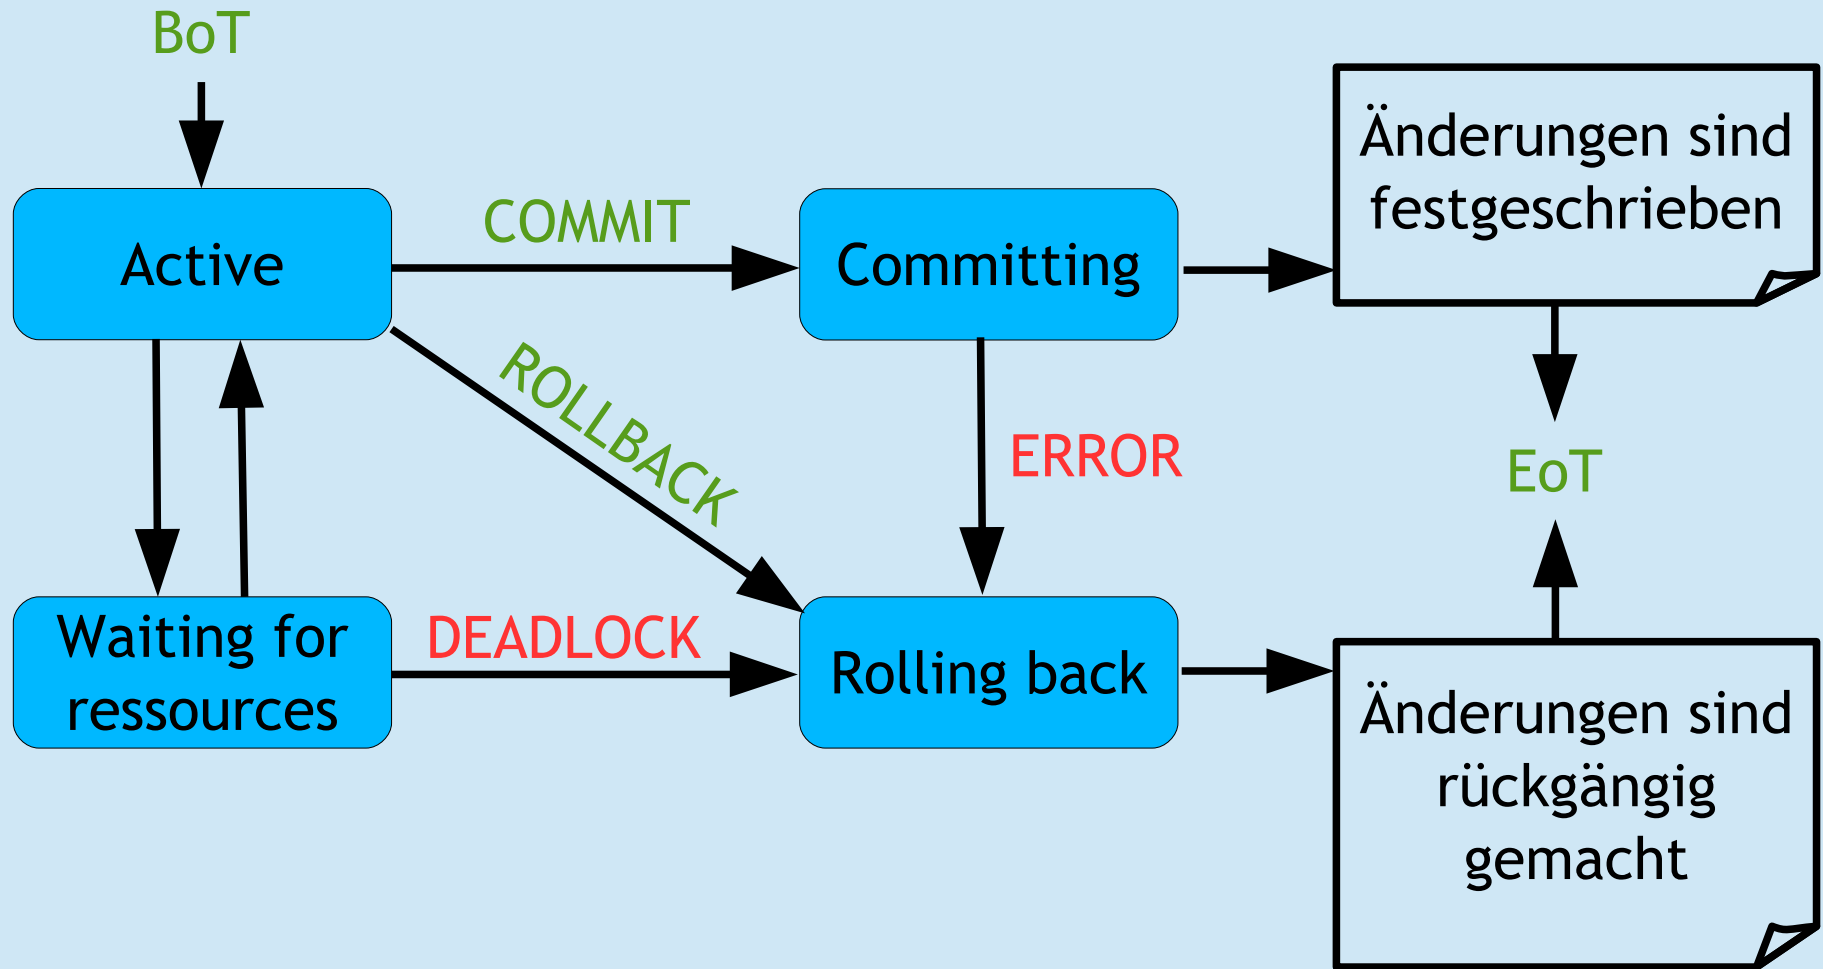 BoT
Active
COMMIT
Committing
Änderungen sind
festgeschrieben
ROLLBACK
ERROR
EoT
Waiting for
ressources
DEADLOCK
Rolling back
Änderungen sind
rückgängig
gemacht